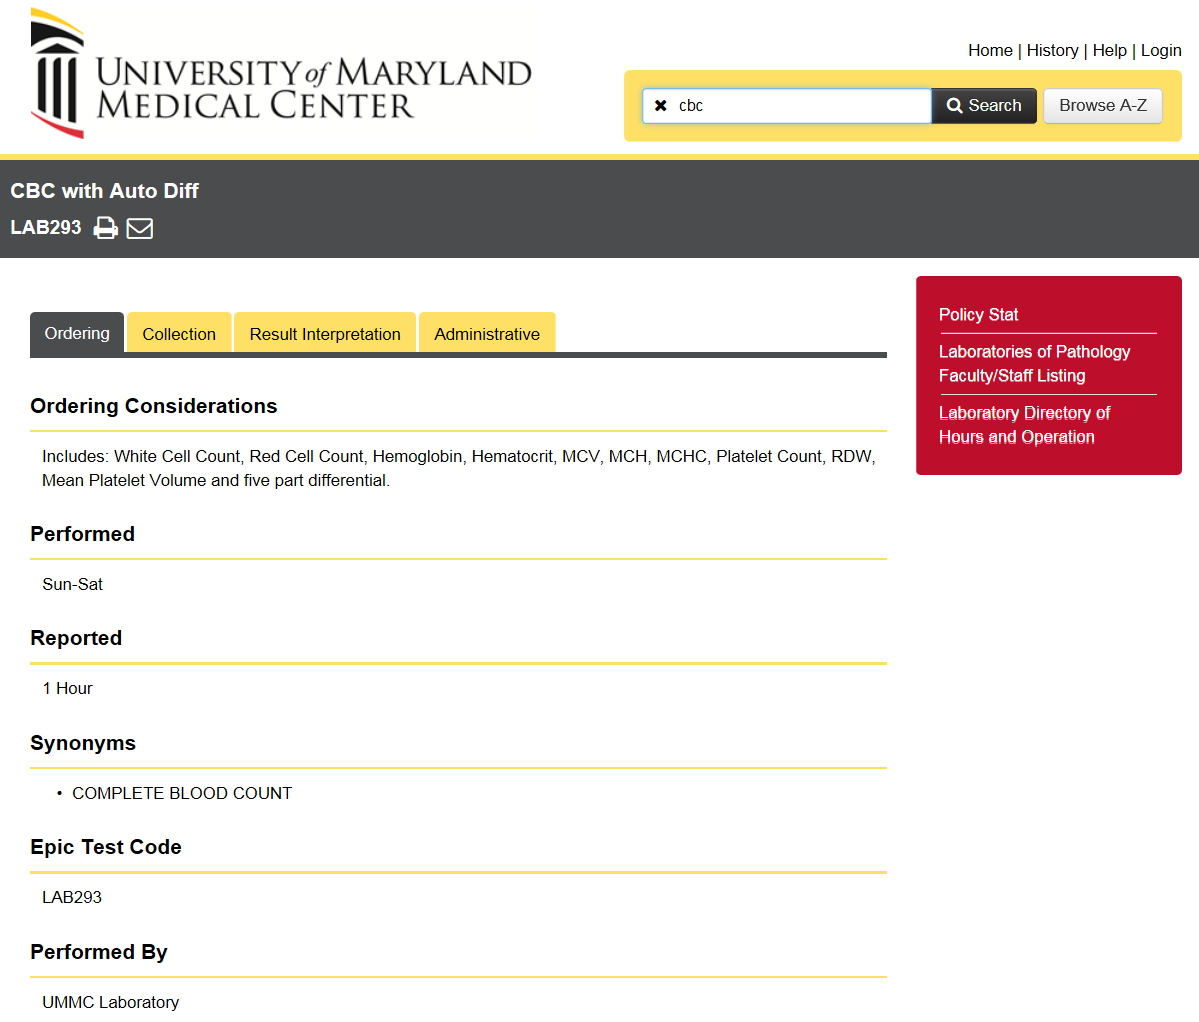 UNIVERSITY of MARYLAND
MEDICAL CENTER
Home | History | Help | Login
cbc
Search
Browse A-Z
CBC with Auto Diff
LAB293
Ordering
Collection
Result Interpretation
Administrative
Policy Stat
Laboratories of Pathology
Faculty/Staff Listing
Laboratory Directory of
Hours and Operation
Ordering Considerations
Includes: White Cell Count, Red Cell Count, Hemoglobin, Hematocrit, MCV, MCH, MCHC, Platelet Count, RDW,
Mean Platelet Volume and five part differential.
Performed
Sun-Sat
Reported
1 Hour
Synonyms
• COMPLETE BLOOD COUNT
Epic Test Code
LAB293
Performed By
UMMC Laboratory